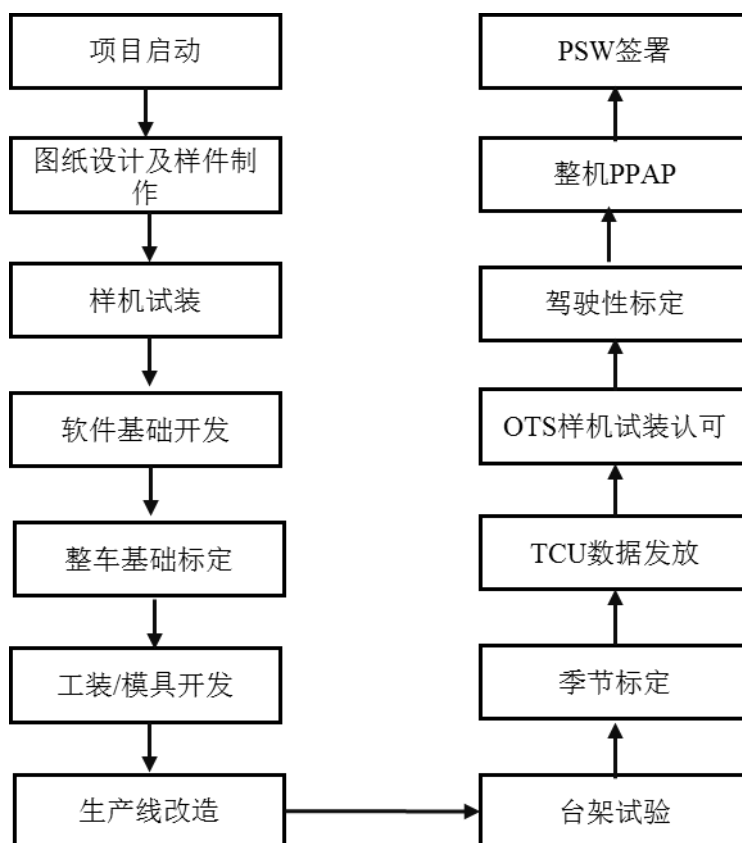 项目启动
图纸设计及样件制
作
样机试装
软件基础开发
整车基础标定
工装/模具开发
生产线改造
台架试验
季节标定
TCU数据发放
OTS样机试装认可
驾驶性标定
整机PPAP
PSW签署